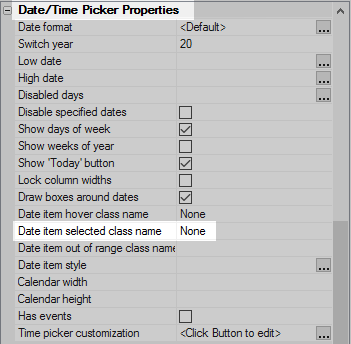 Date/Time Picker Properties
Date format <Default> ...
Switch year 20
Low date ...
High date ...
Disabled days ...
Disable specified dates
Show days of week
Show weeks of year
Show 'Today' button
Lock column widths
Draw boxes around dates
Date item hover class name None
Date item selected class name None
Date item out of range class name
Date item style ...
Calendar width
Calendar height
Has events
Time picker customization <Click Button to edit> ...